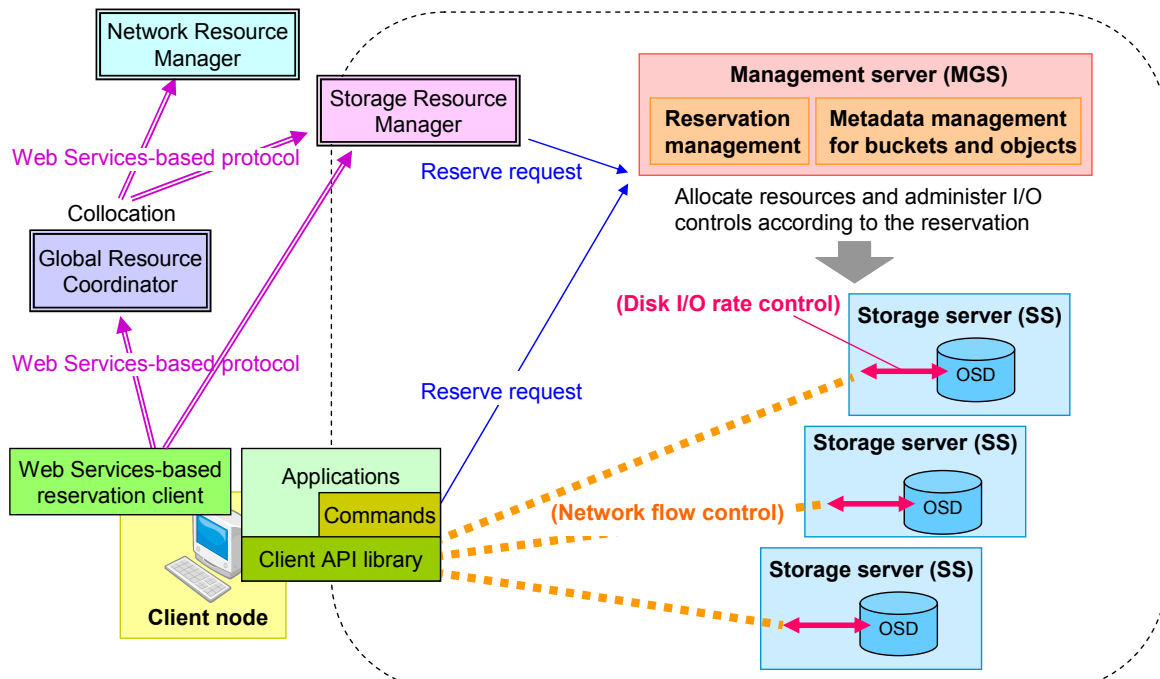 Network Resource
Manager
Storage Resource
Manager
Web Services-based protocol
Collocation
Global Resource
Coordinator
Web Services-based protocol
Web Services-based
reservation client
Client node
Applications
Commands
Client API library
Reserve request
Reserve request
Management server (MGS)
Reservation
management
Metadata management
for buckets and objects
Allocate resources and administer I/O
controls according to the reservation
(Disk I/O rate control)
(Network flow control)
Storage server (SS)
OSD
Storage server (SS)
OSD
Storage server (SS)
OSD